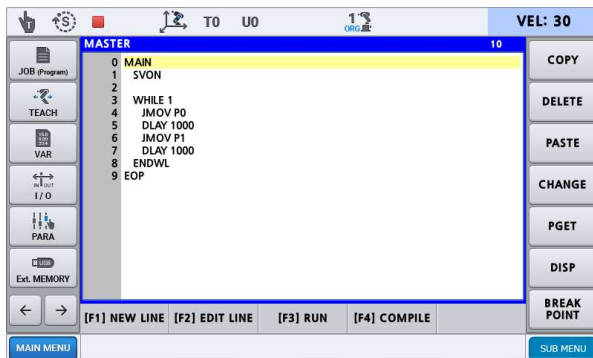 T0 U0 ORG VEL: 30
MASTER 10
JOB (Program)
TEACH
VAR
IN OUT
I/O
PARA
USB
Ext. MEMORY
0 MAIN
1 SVON
2
3 WHILE 1
4 JMOV P0
5 DLAY 1000
6 JMOV P1
7 DLAY 1000
8 ENDWL
9 EOP
COPY
DELETE
PASTE
CHANGE
PGET
DISP
BREAK
POINT
[F1] NEW LINE [F2] EDIT LINE [F3] RUN [F4] COMPILE
MAIN MENU SUB MENU